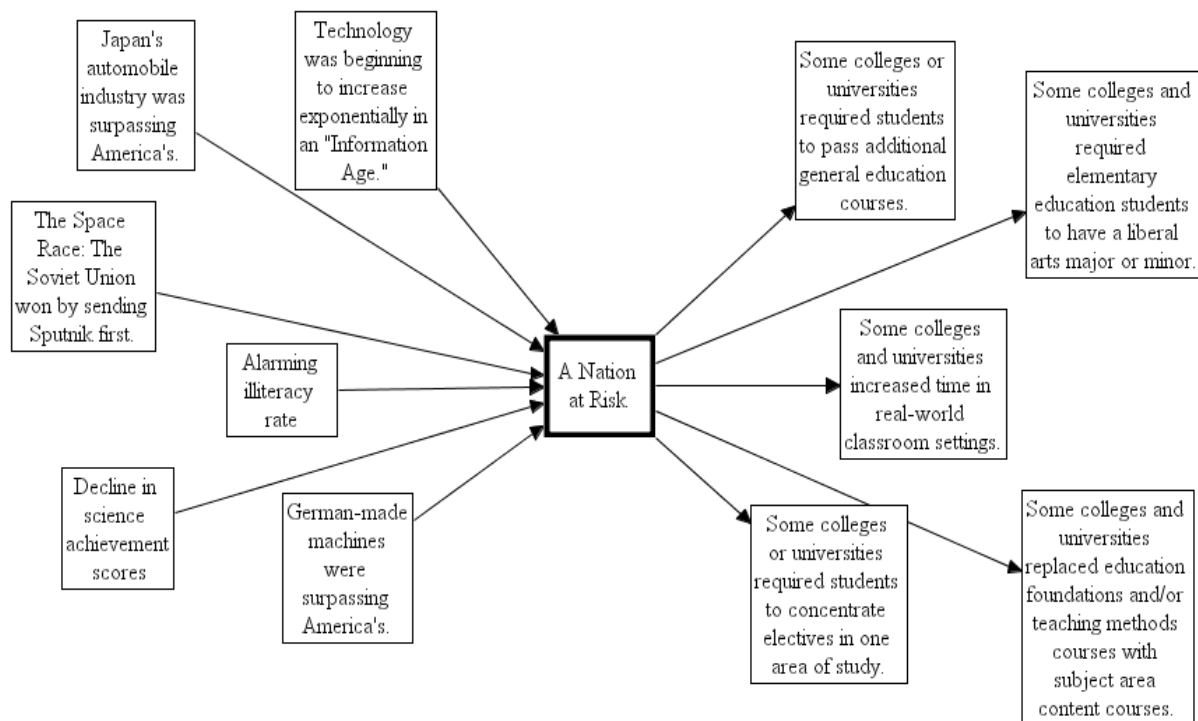 Japan's
automobile
industry was
surpassing
America's.
Technology
was beginning
to increase
exponentially in
an "Information
Age."
Some colleges or
universities
required students
to pass additional
general education
courses.
Some colleges and
universities
required
elementary
education students
to have a liberal
arts major or minor.
The Space
Race: The
Soviet Union
won by sending
Sputnik first.
Alarming
illiteracy
rate
A Nation
at Risk.
Some colleges
and universities
increased time in
real-world
classroom settings.
Decline in
science
achievement
scores
German-made
machines
were
surpassing
America's.
Some colleges
or universities
required students
to concentrate
electives in one
area of study.
Some colleges and
universities
replaced education
foundations and/or
teaching methods
courses with
subject area
content courses.